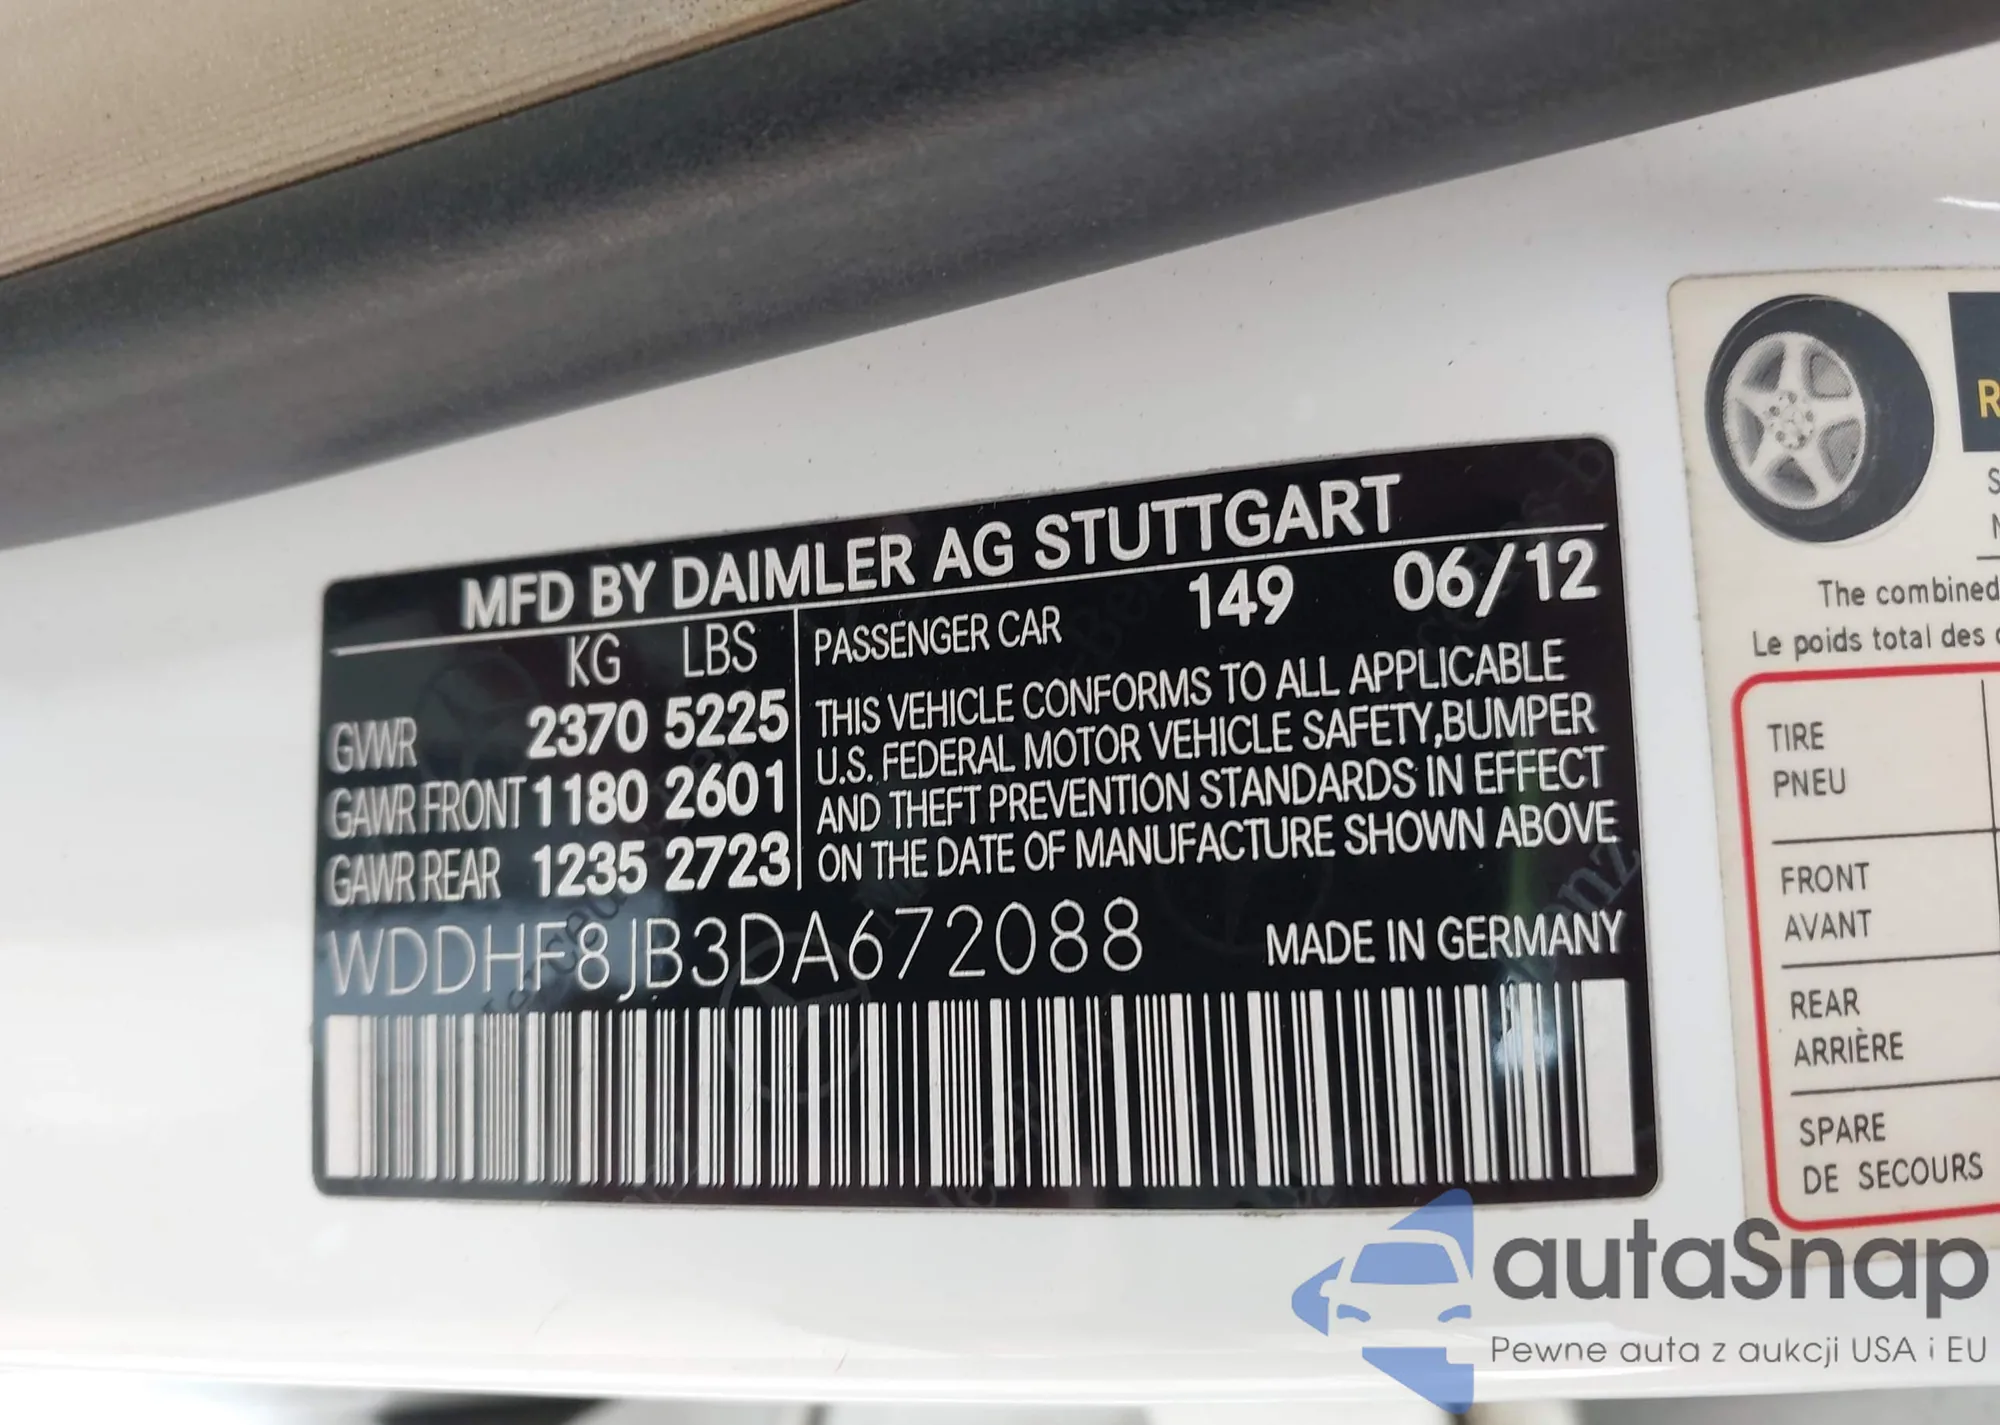 MFD BY DAIMLER AG STUTTGART
KG LBS
GVWR 2370 5225
GAWR FRONT 1180 2601
GAWR REAR 1235 2723
PASSENGER CAR 149 06/12
THIS VEHICLE CONFORMS TO ALL APPLICABLE
U.S. FEDERAL MOTOR VEHICLE SAFETY,BUMPER
AND THEFT PREVENTION STANDARDS IN EFFECT
ON THE DATE OF MANUFACTURE SHOWN ABOVE
WDDHF8JB3DA672088 MADE IN GERMANY
The combined
Le poids total des
TIRE
PNEU
FRONT
AVANT
REAR
ARRIÈRE
SPARE
DE SECOURS
autaSnap
Pewne auta z aukcji USA i EU